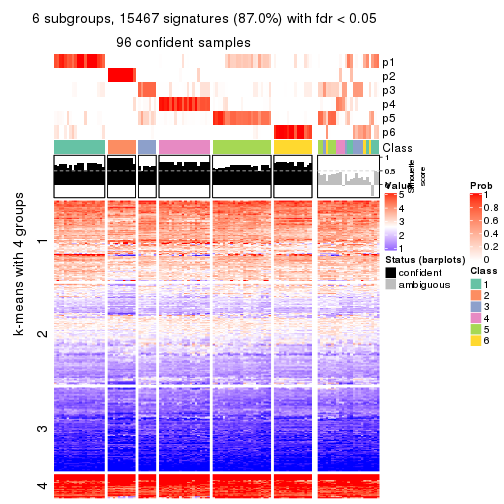 6 subgroups, 15467 signatures (87.0%) with fdr < 0.05
96 confident samples
p1
p2
p3
p4
p5
p6
Class
1
0.5
0
Silhouette
score
k-means with 4 groups
1
2
3
4
Value
5
4
3
2
1
Status (barplots)
confident
ambiguous
Prob
1
0.8
0.6
0.4
0.2
0
Class
1
2
3
4
5
6